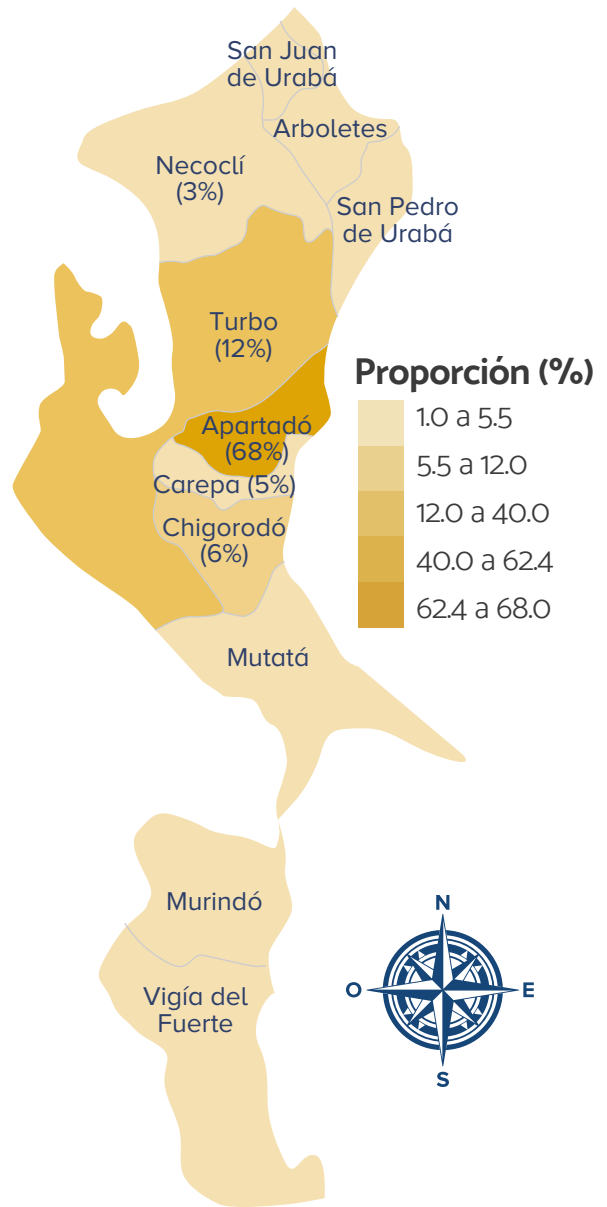 San Juan
de Urabá
Arboletes
Necoclí
(3%)
San Pedro
de Urabá
Turbo
(12%)
Proporción (%)
1.0 a 5.5
5.5 a 12.0
12.0 a 40.0
40.0 a 62.4
62.4 a 68.0
Apartadó
(68%)
Carepa (5%)
Chigorodó
(6%)
Mutatá
Murindó
Vigía del
Fuerte
N
O
E
S